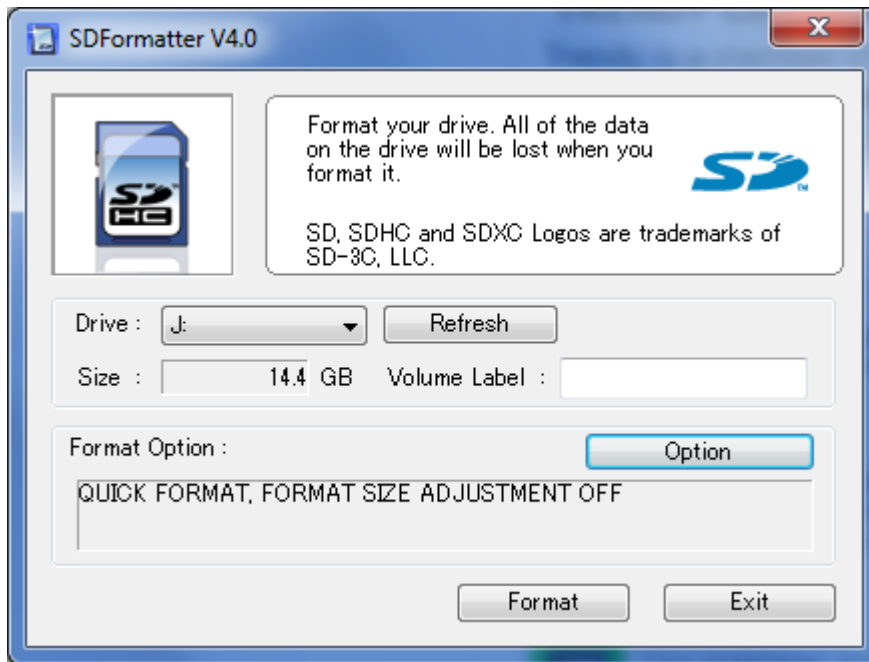 SDFormatter V4.0
Format your drive. All of the data
on the drive will be lost when you
format it.
SD, SDHC and SDXC Logos are trademarks of
SD-3C, LLC.
SD
HC
SD™
Drive : J: Refresh
Size : 14.4 GB Volume Label :
Format Option : Option
QUICK FORMAT, FORMAT SIZE ADJUSTMENT OFF
Format Exit